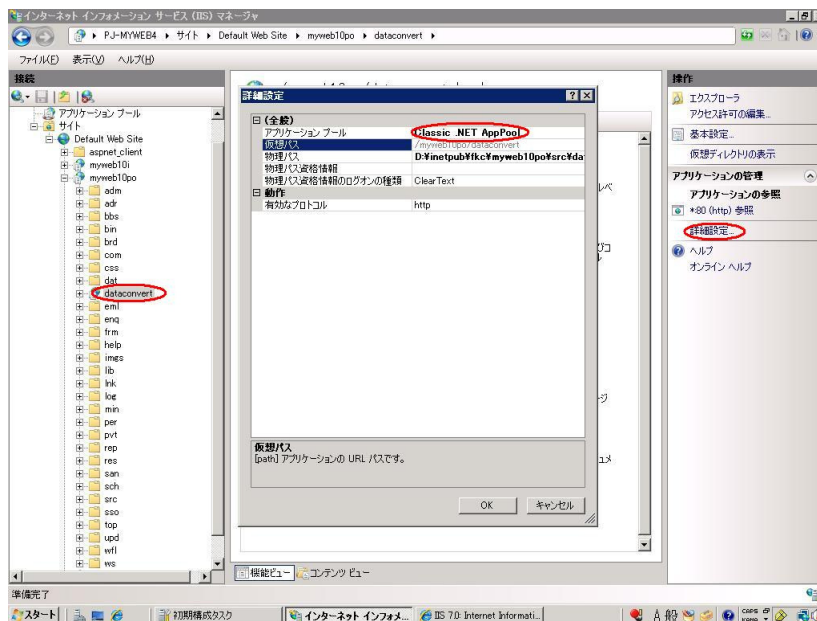 インターネット インフォメーション サービス (IIS) マネージャ
PJ-MYWEB4 サイト Default Web Site myweb10po dataconvert
ファイル(F) 表示(V) ヘルプ(H)
接続
アプリケーション プール
サイト
Default Web Site
aspnet_client
myweb10i
myweb10po
adm
adr
bbs
bin
brd
com
css
dat
dataconvert
eml
enq
frm
help
imgs
lib
lnk
log
min
per
pvt
rep
res
san
sch
src
sso
top
upd
wfl
ws
詳細設定
(全般)
アプリケーション プール Classic .NET AppPool
仮想パス /myweb10po/dataconvert
物理パス D:¥inetpub¥fkc¥myweb10po¥src¥da
物理パス資格情報
物理パス資格情報のログオンの種類 ClearText
動作
有効なプロトコル http
仮想パス
[path] アプリケーションの URL パスです。
OK キャンセル
機能ビュー コンテンツ ビュー
操作
エクスプローラ
アクセス許可の編集...
基本設定...
仮想ディレクトリの表示
アプリケーションの管理
アプリケーションの参照
*:80 (http) 参照
詳細設定...
ヘルプ
オンライン ヘルプ
準備完了
スタート 初期構成タスク インターネット インフォメ... IIS 7.0: Internet Informati... A 般 CAPS